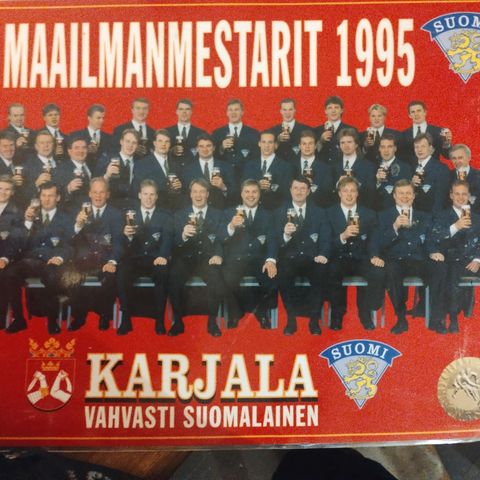 MAAILMANMESTARIT 1995
SUOMI
KARJALA
SUOMI
VAHVASTI SUOMALAINEN